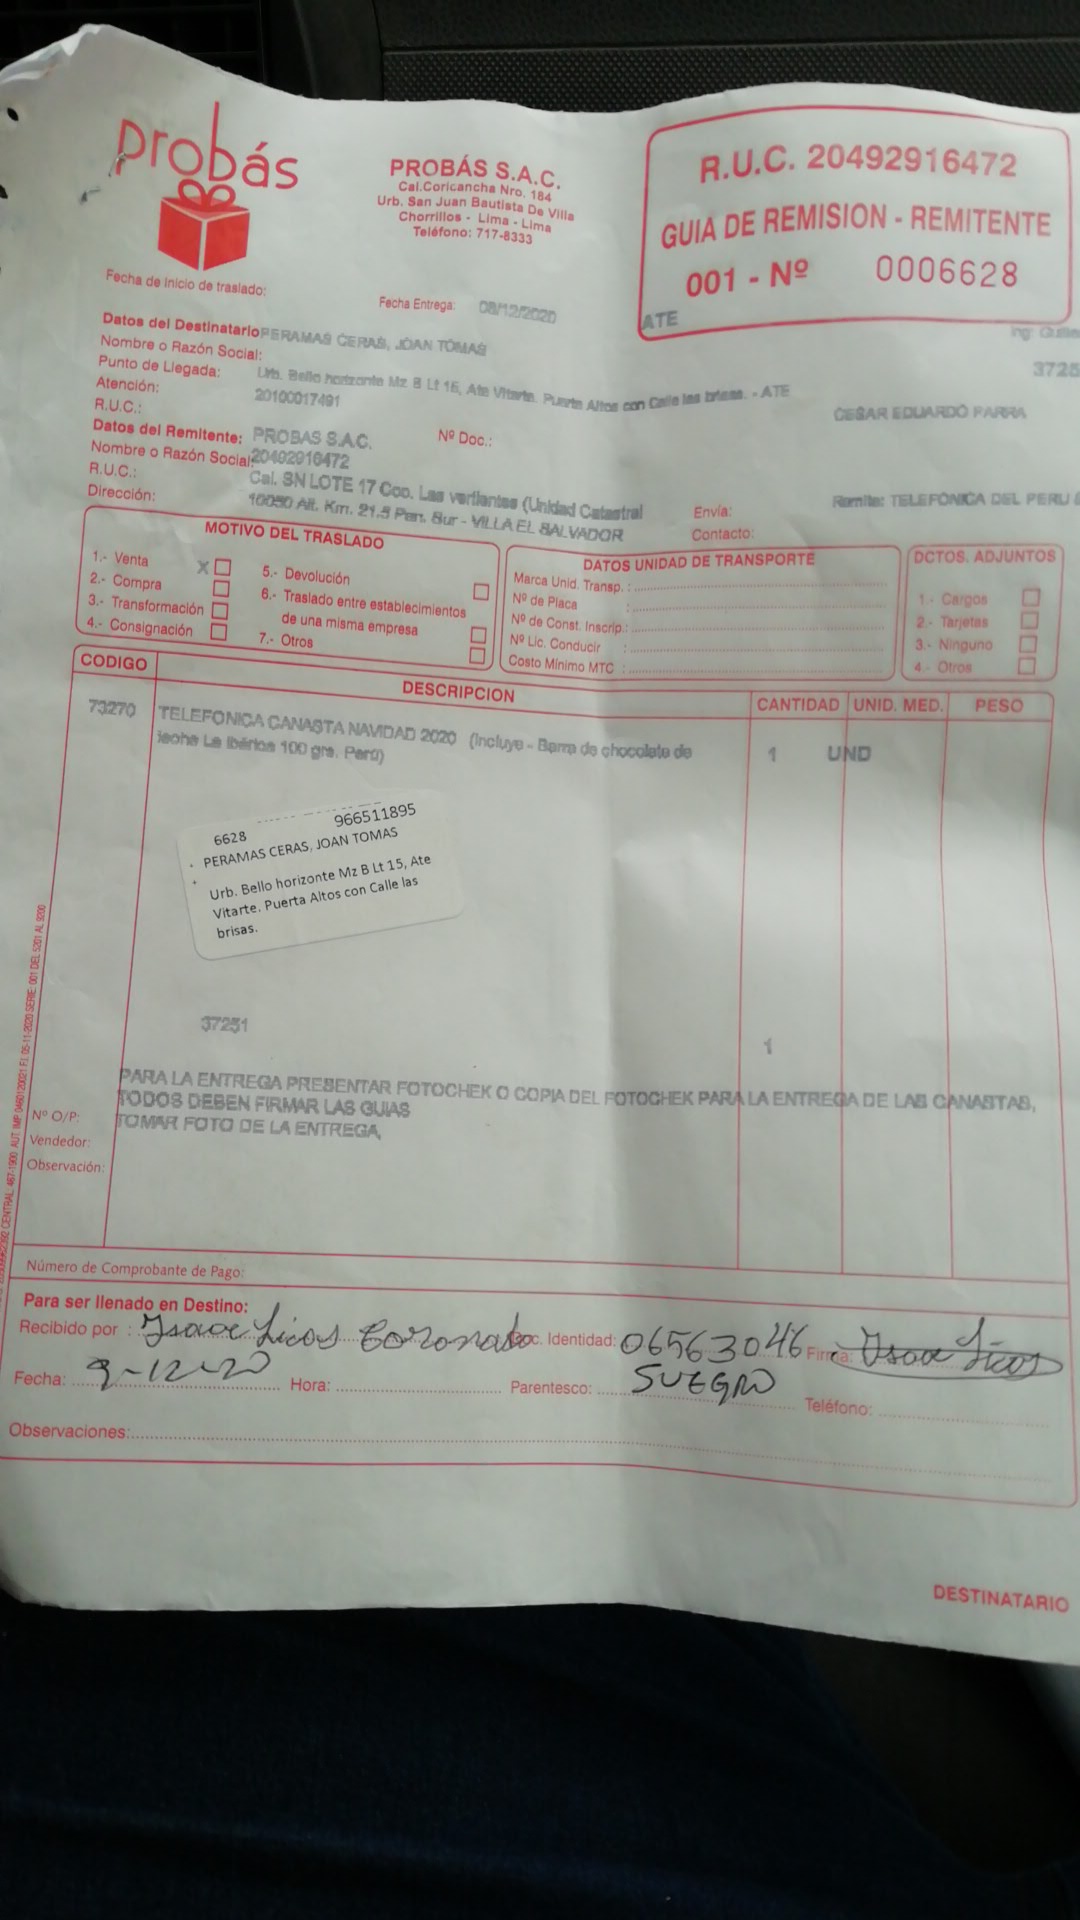 probás
PROBÁS S.A.C.
Cal.Coricancha Nro. 184
Urb. San Juan Bautista De Villa
Chorrillos - Lima - Lima
Teléfono: 717-8333
R.U.C. 20492916472
GUIA DE REMISION - REMITENTE
001 - Nº 0006628
ATE
Fecha de Inicio de traslado:
Fecha Entrega: 08/12/2020
Datos del Destinatario PERAMAS CERAS, JOAN TOMAS
Nombre o Razón Social:
Punto de Llegada: Urb. Bello horizonte Mz B Lt 15, Ate Vitarte. Puerta Altos con Calle las brisas. - ATE
Atención: 20100017491
R.U.C.:
Ing:
3725
CESAR EDUARDO PARRA
Datos del Remitente: PROBAS S.A.C. Nº Doc.:
Nombre o Razón Social: 20492916472
R.U.C.: Cal. SN LOTE 17 Coo. Las vertientes (Unidad Catastral
Dirección: 10050 Alt. Km. 21.5 Pan. Sur - VILLA EL SALVADOR
Envía:
Contacto:
Remite: TELEFÓNICA DEL PERU
MOTIVO DEL TRASLADO
1.- Venta X
2.- Compra
3.- Transformación
4.- Consignación
5.- Devolución
6.- Traslado entre establecimientos
de una misma empresa
7.- Otros
DATOS UNIDAD DE TRANSPORTE
Marca Unid. Transp. :
Nº de Placa :
Nº de Const. Inscrip.:
Nº Lic. Conducir :
Costo Mínimo MTC :
DCTOS. ADJUNTOS
1.- Cargos
2.- Tarjetas
3.- Ninguno
4.- Otros
CODIGO DESCRIPCION CANTIDAD UNID. MED. PESO
73270 TELEFONICA CANASTA NAVIDAD 2020 (Incluye - Barra de chocolate de
leche La Ibérica 100 grs. Perú) 1 UND
6628 966511895
PERAMAS CERAS, JOAN TOMAS
Urb. Bello horizonte Mz B Lt 15, Ate
Vitarte. Puerta Altos con Calle las
brisas.
37251 1
PARA LA ENTREGA PRESENTAR FOTOCHEK O COPIA DEL FOTOCHEK PARA LA ENTREGA DE LAS CANASTAS,
TODOS DEBEN FIRMAR LAS GUIAS
TOMAR FOTO DE LA ENTREGA,
Nº O/P:
Vendedor:
Observación:
Número de Comprobante de Pago:
Para ser llenado en Destino:
Recibido por : Isaac Licos Coronado Doc. Identidad: 06563046 Firma: Isaac Licos
Fecha: 9-12-20 Hora: Parentesco: SUEGRO Teléfono:
Observaciones:
DESTINATARIO